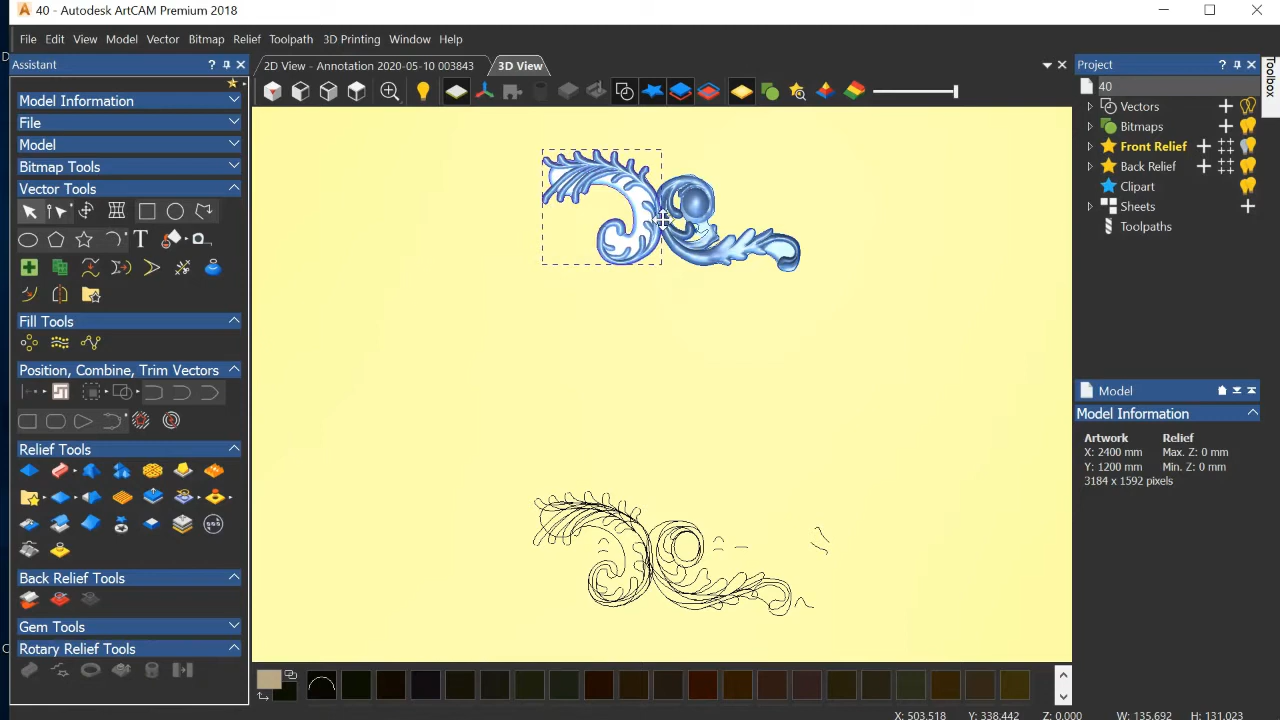 40 - Autodesk ArtCAM Premium 2018
File Edit View Model Vector Bitmap Relief Toolpath 3D Printing Window Help
Assistant
Model Information
File
Model
Bitmap Tools
Vector Tools
Fill Tools
Position, Combine, Trim Vectors
Relief Tools
Back Relief Tools
Gem Tools
Rotary Relief Tools
2D View - Annotation 2020-05-10 003843
3D View
Project
40
Vectors
Bitmaps
Front Relief
Back Relief
Clipart
Sheets
Toolpaths
Toolbox
Model
Model Information
Artwork Relief
X: 2400 mm Max. Z: 0 mm
Y: 1200 mm Min. Z: 0 mm
3184 x 1592 pixels
X: 503.518 Y: 338.442 Z: 0.000 W: 135.692 H: 131.023